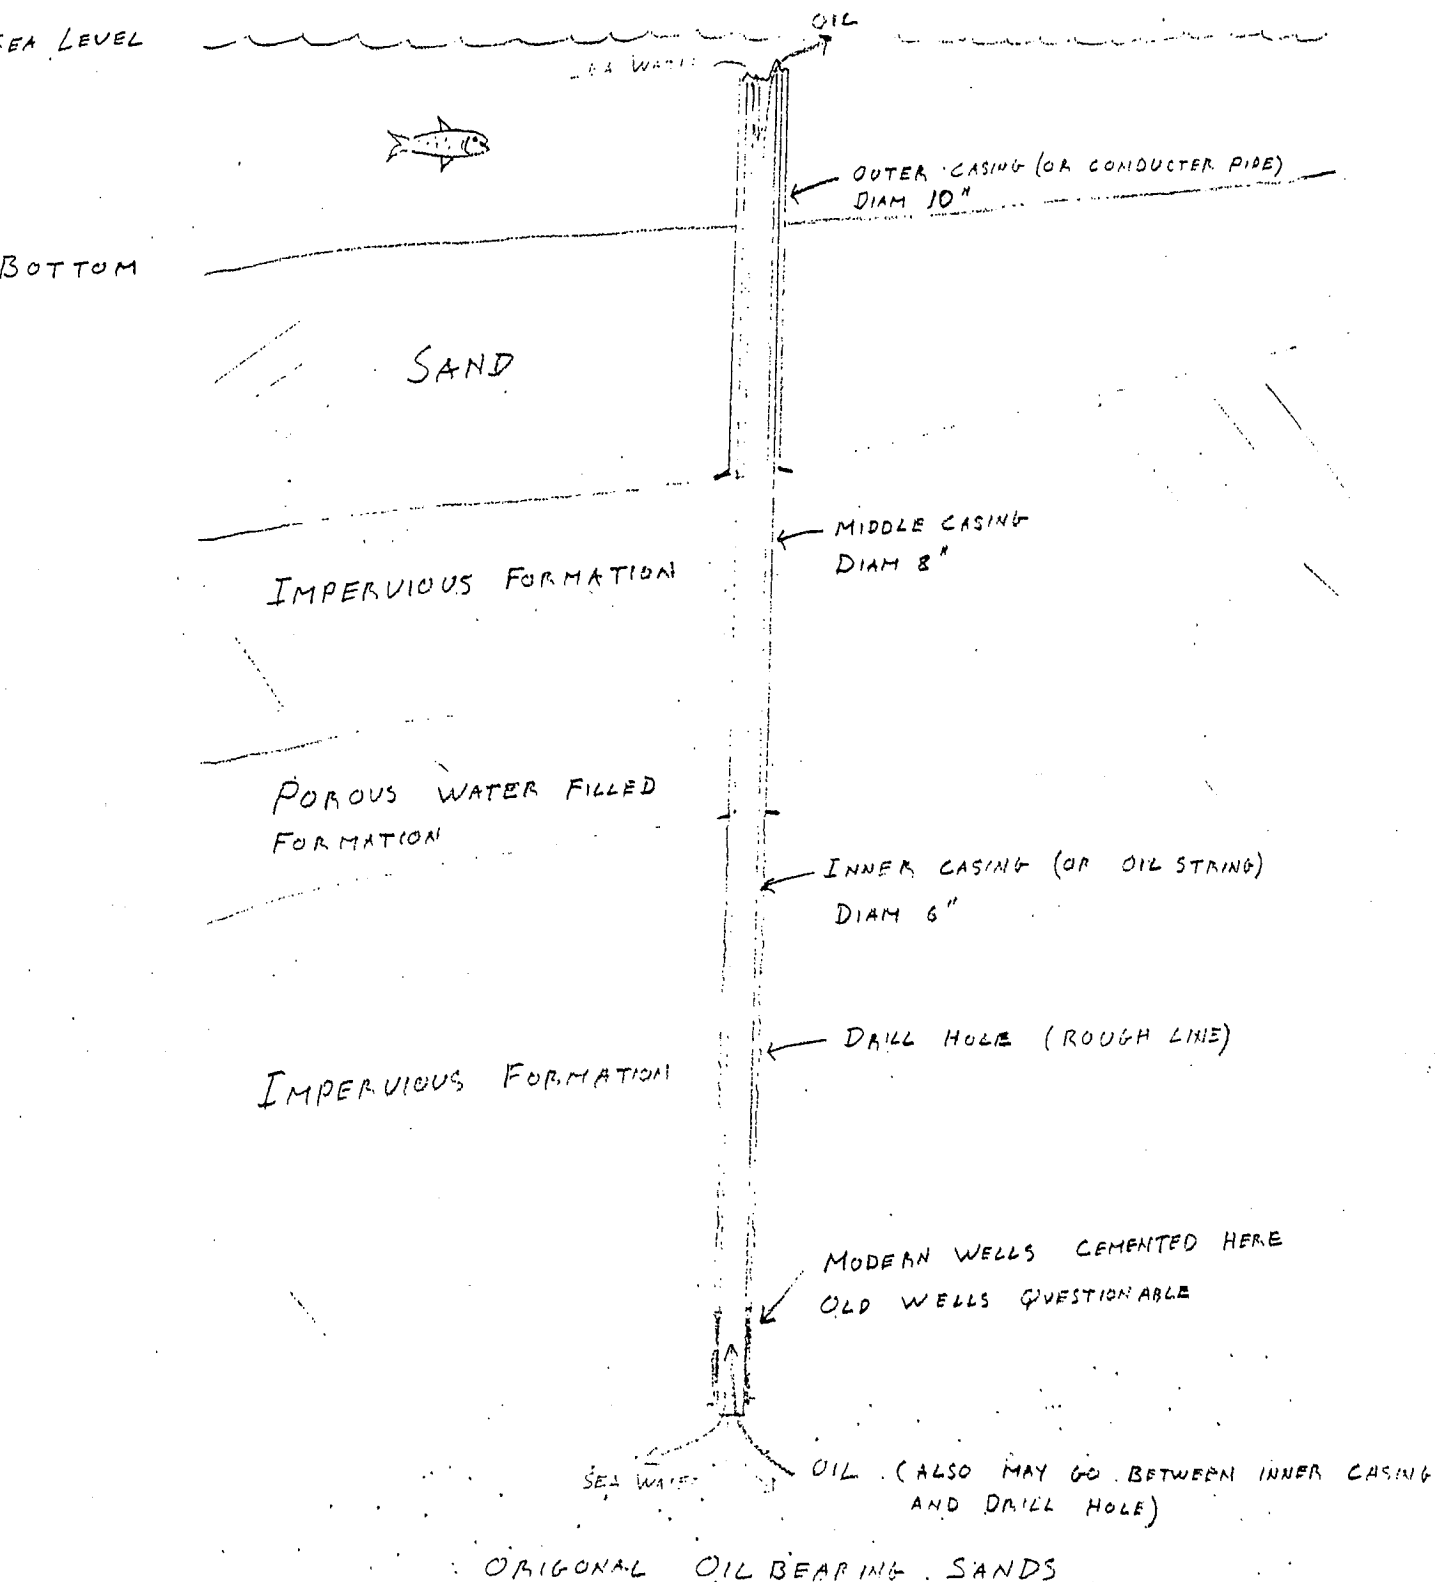 SEA LEVEL
OIL
SEA WATER
OUTER CASING (OR CONDUCTER PIPE)
DIAM 10"
BOTTOM
SAND
MIDDLE CASING
DIAM 8"
IMPERVIOUS FORMATION
POROUS WATER FILLED
FORMATION
INNER CASING (OR OIL STRING)
DIAM 6"
DRILL HOLE (ROUGH LINE)
IMPERVIOUS FORMATION
MODERN WELLS CEMENTED HERE
OLD WELLS QUESTIONABLE
SEA WATER
OIL (ALSO MAY GO BETWEEN INNER CASING
AND DRILL HOLE)
ORIGONAL OIL BEARING SANDS